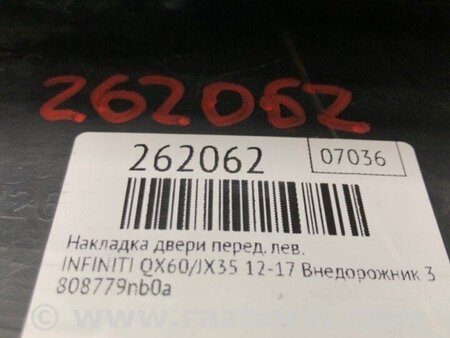 262062
262062
07036
Накладка двери перед. лев.
INFINITI QX60/JX35 12-17 Внедорожник 3
808779nb0a